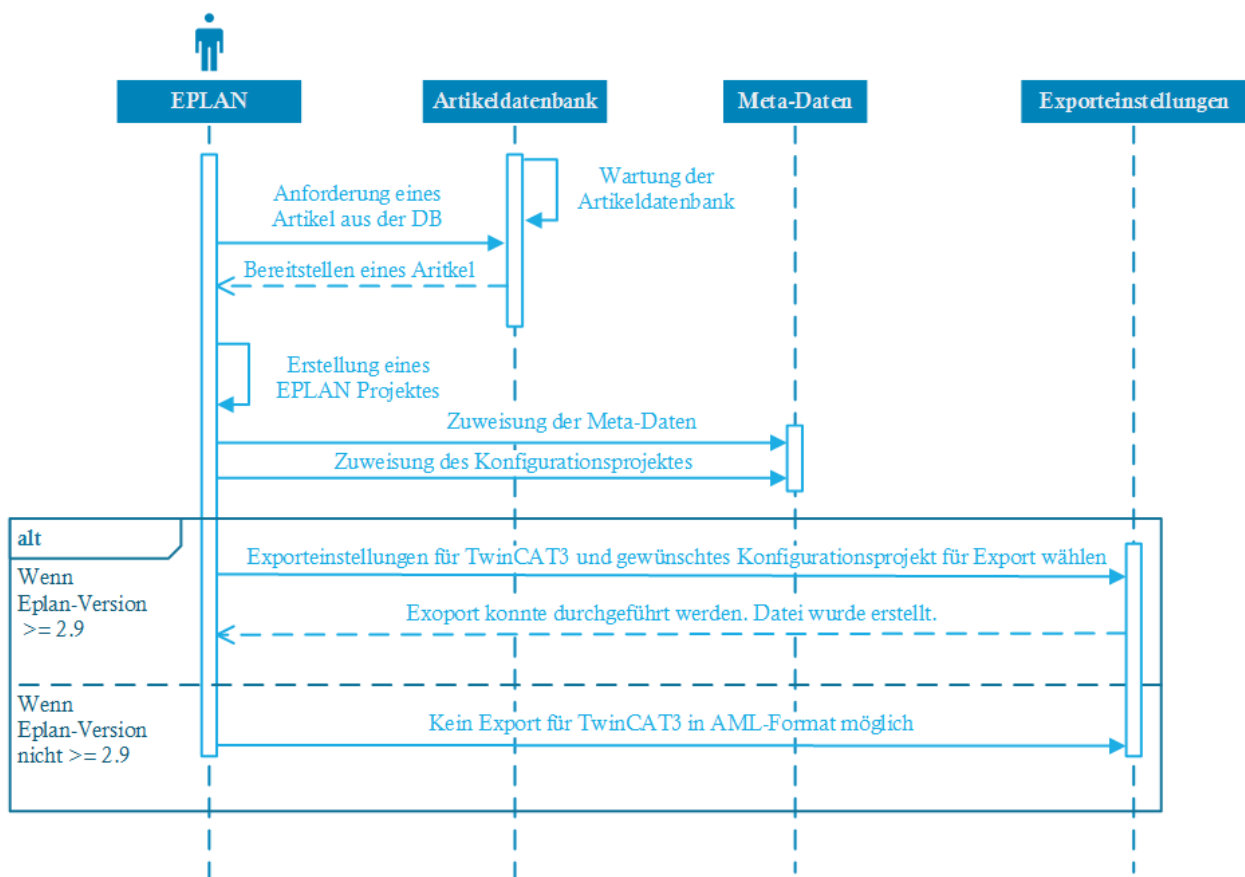 EPLAN
Artikeldatenbank
Meta-Daten
Exporteinstellungen
Wartung der
Artikeldatenbank
Anforderung eines
Artikel aus der DB
Bereitstellen eines Aritkel
Erstellung eines
EPLAN Projektes
Zuweisung der Meta-Daten
Zuweisung des Konfigurationsprojektes
alt
Wenn
Eplan-Version
>= 2.9
Exporteinstellungen für TwinCAT3 und gewünschtes Konfigurationsprojekt für Export wählen
Exoport konnte durchgeführt werden. Datei wurde erstellt.
Wenn
Eplan-Version
nicht >= 2.9
Kein Export für TwinCAT3 in AML-Format möglich